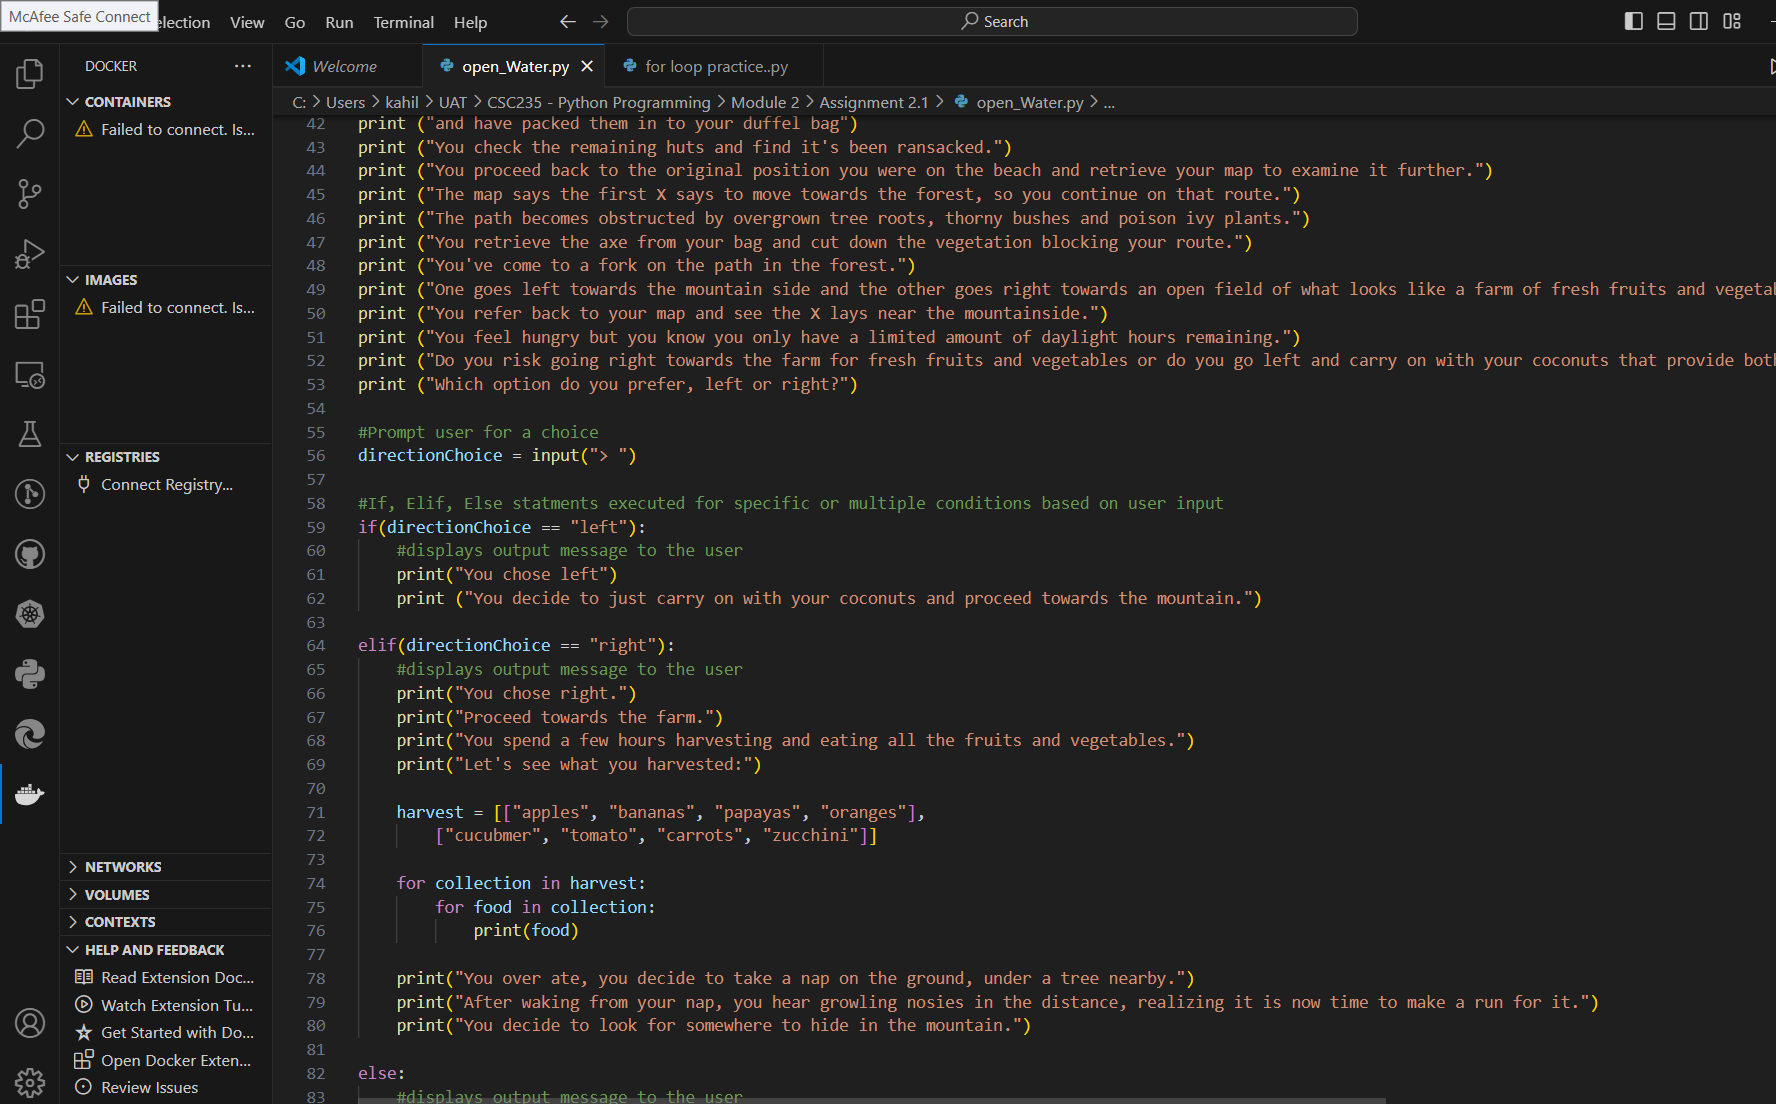 McAfee Safe Connect
election View Go Run Terminal Help
Search
DOCKER
CONTAINERS
Failed to connect. Is...
IMAGES
Failed to connect. Is...
REGISTRIES
Connect Registry...
NETWORKS
VOLUMES
CONTEXTS
HELP AND FEEDBACK
Read Extension Doc...
Watch Extension Tu...
Get Started with Do...
Open Docker Exten...
Review Issues
Welcome
open_Water.py
for loop practice..py
C: > Users > kahil > UAT > CSC235 - Python Programming > Module 2 > Assignment 2.1 > open_Water.py > ...
42 print ("and have packed them in to your duffel bag")
43 print ("You check the remaining huts and find it's been ransacked.")
44 print ("You proceed back to the original position you were on the beach and retrieve your map to examine it further.")
45 print ("The map says the first X says to move towards the forest, so you continue on that route.")
46 print ("The path becomes obstructed by overgrown tree roots, thorny bushes and poison ivy plants.")
47 print ("You retrieve the axe from your bag and cut down the vegetation blocking your route.")
48 print ("You've come to a fork on the path in the forest.")
49 print ("One goes left towards the mountain side and the other goes right towards an open field of what looks like a farm of fresh fruits and vegetab
50 print ("You refer back to your map and see the X lays near the mountainside.")
51 print ("You feel hungry but you know you only have a limited amount of daylight hours remaining.")
52 print ("Do you risk going right towards the farm for fresh fruits and vegetables or do you go left and carry on with your coconuts that provide both
53 print ("Which option do you prefer, left or right?")
54
55 #Prompt user for a choice
56 directionChoice = input("> ")
57
58 #If, Elif, Else statments executed for specific or multiple conditions based on user input
59 if(directionChoice == "left"):
60 #displays output message to the user
61 print("You chose left")
62 print ("You decide to just carry on with your coconuts and proceed towards the mountain.")
63
64 elif(directionChoice == "right"):
65 #displays output message to the user
66 print("You chose right.")
67 print("Proceed towards the farm.")
68 print("You spend a few hours harvesting and eating all the fruits and vegetables.")
69 print("Let's see what you harvested:")
70
71 harvest = [["apples", "bananas", "papayas", "oranges"],
72 ["cucubmer", "tomato", "carrots", "zucchini"]]
73
74 for collection in harvest:
75 for food in collection:
76 print(food)
77
78 print("You over ate, you decide to take a nap on the ground, under a tree nearby.")
79 print("After waking from your nap, you hear growling nosies in the distance, realizing it is now time to make a run for it.")
80 print("You decide to look for somewhere to hide in the mountain.")
81
82 else:
83 #displays output message to the user